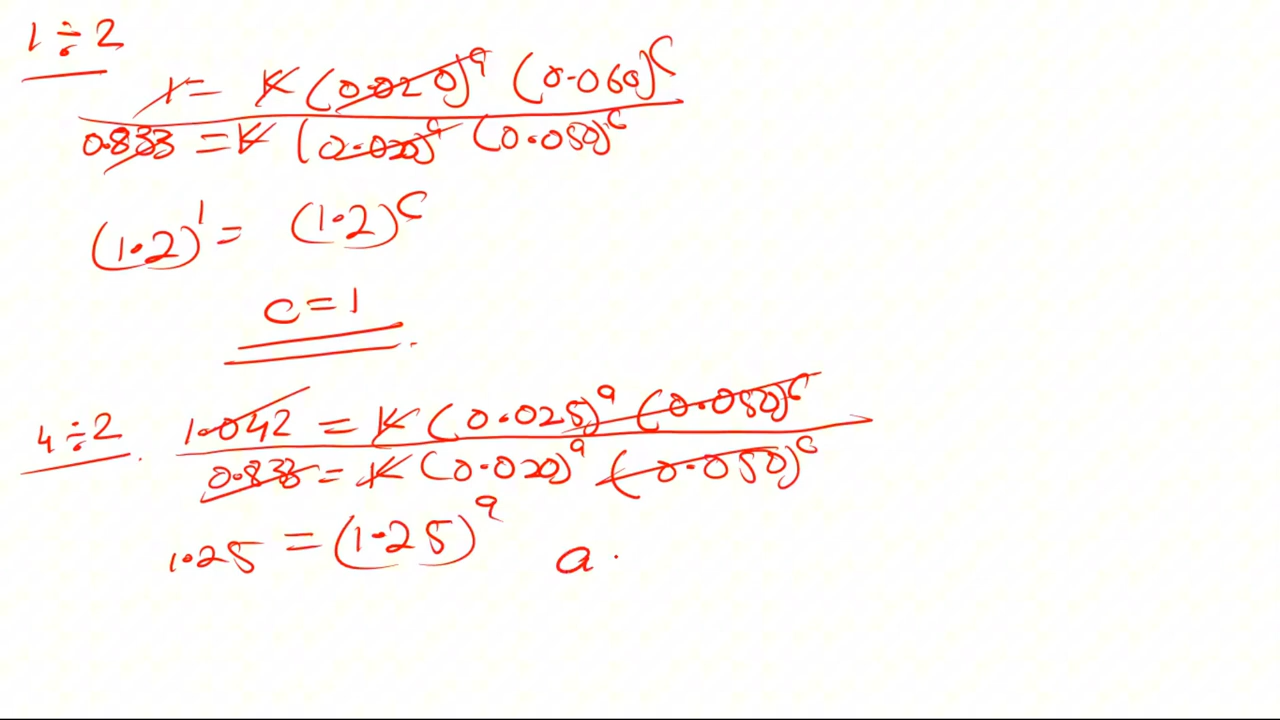 1 ÷ 2
1 = K (0.020)^a (0.060)^c
0.833 = K (0.020)^a (0.050)^c
(1.2)^1 = (1.2)^c
c = 1
4 ÷ 2. 1.042 = K (0.025)^a (0.050)^c
0.833 = K (0.020)^a (0.050)^c
1.25 = (1.25)^a a